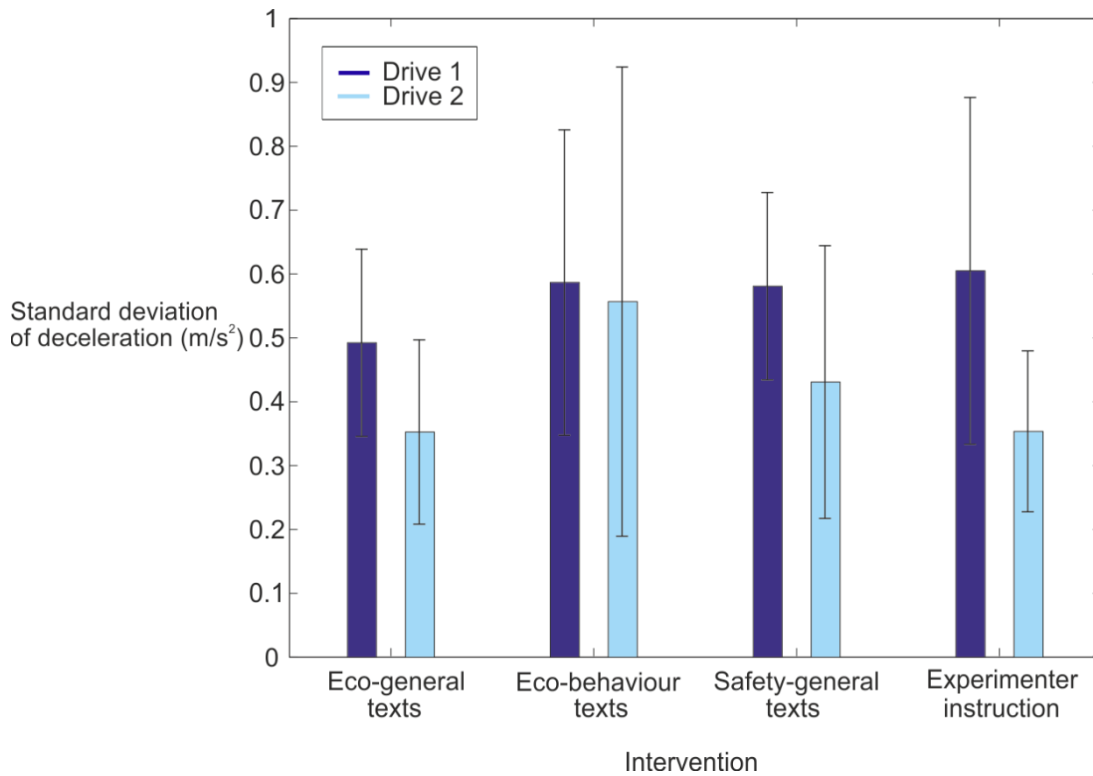 1
0.9
0.8
0.7
0.6
0.5
0.4
0.3
0.2
0.1
0
Drive 1
Drive 2
Standard deviation
of deceleration (m/s²)
Eco-general
texts
Eco-behaviour
texts
Safety-general
texts
Experimenter
instruction
Intervention